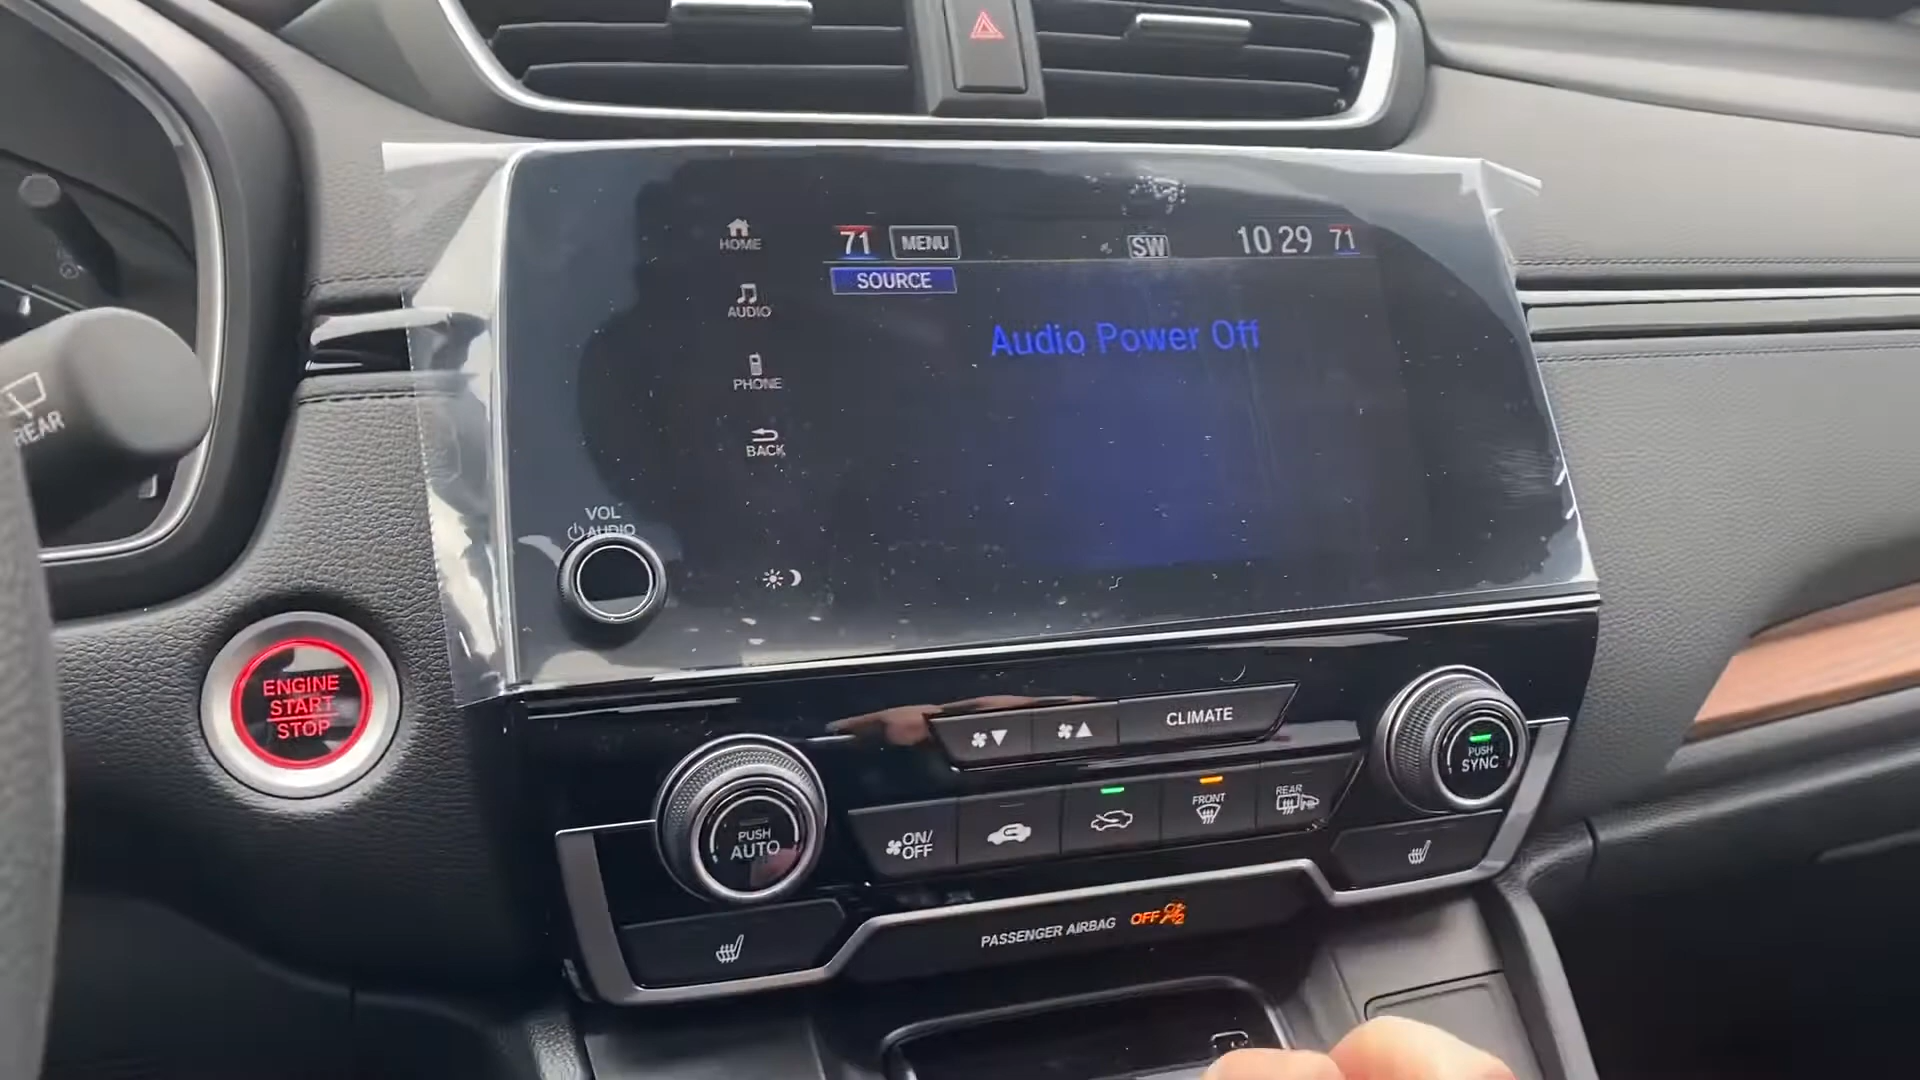 HOME
71 MENU SW 10 29 71
SOURCE
AUDIO
Audio Power Off
PHONE
BACK
VOL
AUDIO
REAR
ENGINE
START
STOP
CLIMATE
PUSH
SYNC
PUSH
AUTO
ON/
OFF
FRONT
REAR
PASSENGER AIRBAG OFF 2